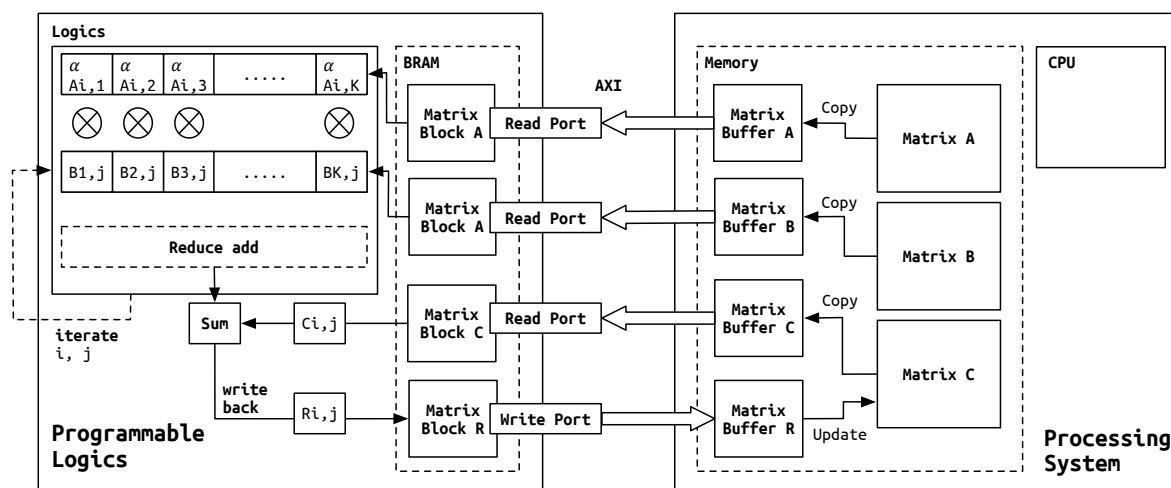 Logics
α α α α
Ai,1 Ai,2 Ai,3 ..... Ai,K
B1,j B2,j B3,j ..... BK,j
Reduce add
iterate
i, j
Sum
Ci,j
write
back
Ri,j
Programmable
Logics
BRAM
Matrix
Block A
Matrix
Block A
Matrix
Block C
Matrix
Block R
AXI
Read Port
Read Port
Read Port
Write Port
Memory
Matrix
Buffer A
Matrix
Buffer B
Matrix
Buffer C
Matrix
Buffer R
Copy
Copy
Copy
Update
Matrix A
Matrix B
Matrix C
CPU
Processing
System